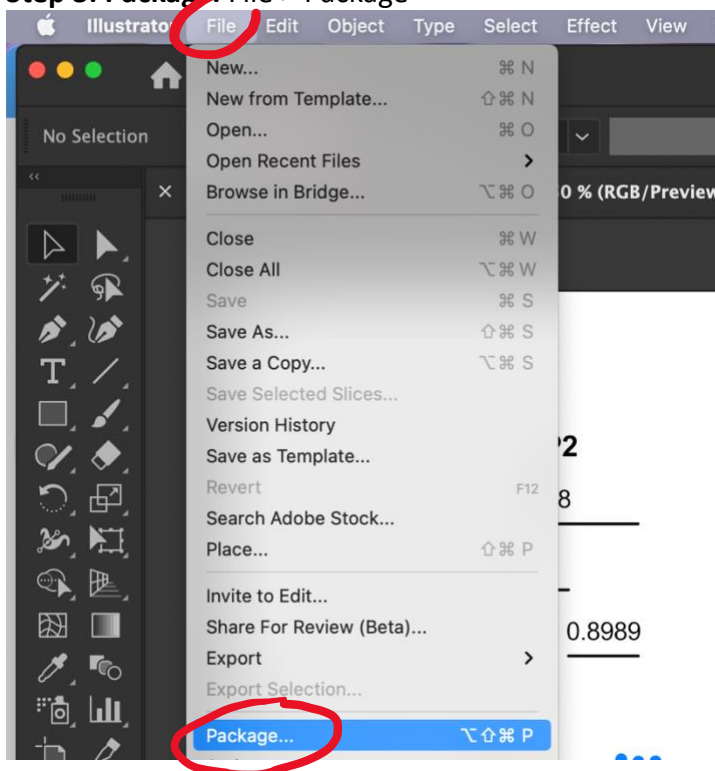 Illustrator File Edit Object Type Select Effect View
New... ⌘ N
New from Template... ⇧ ⌘ N
No Selection
Open... ⌘ O
Open Recent Files >
Browse in Bridge... ⌥ ⌘ O
0 % (RGB/Preview
Close ⌘ W
Close All ⌥ ⌘ W
Save ⌘ S
Save As... ⇧ ⌘ S
Save a Copy... ⌥ ⌘ S
Save Selected Slices...
Version History
Save as Template...
2
Revert F12
8
Search Adobe Stock...
Place... ⇧ ⌘ P
Invite to Edit...
Share For Review (Beta)...
0.8989
Export >
Export Selection...
Package... ⌥ ⇧ ⌘ P